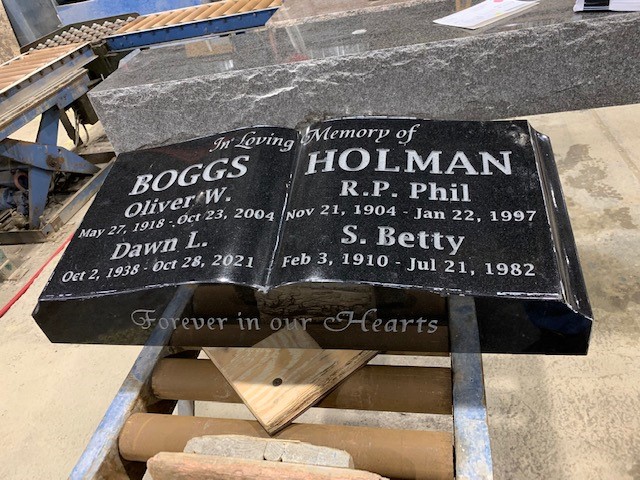 In Loving Memory of
BOGGS
Oliver W.
May 27, 1918 - Oct 23, 2004
Dawn L.
Oct 2, 1938 - Oct 28, 2021
HOLMAN
R.P. Phil
Nov 21, 1904 - Jan 22, 1997
S. Betty
Feb 3, 1910 - Jul 21, 1982
Forever in our Hearts